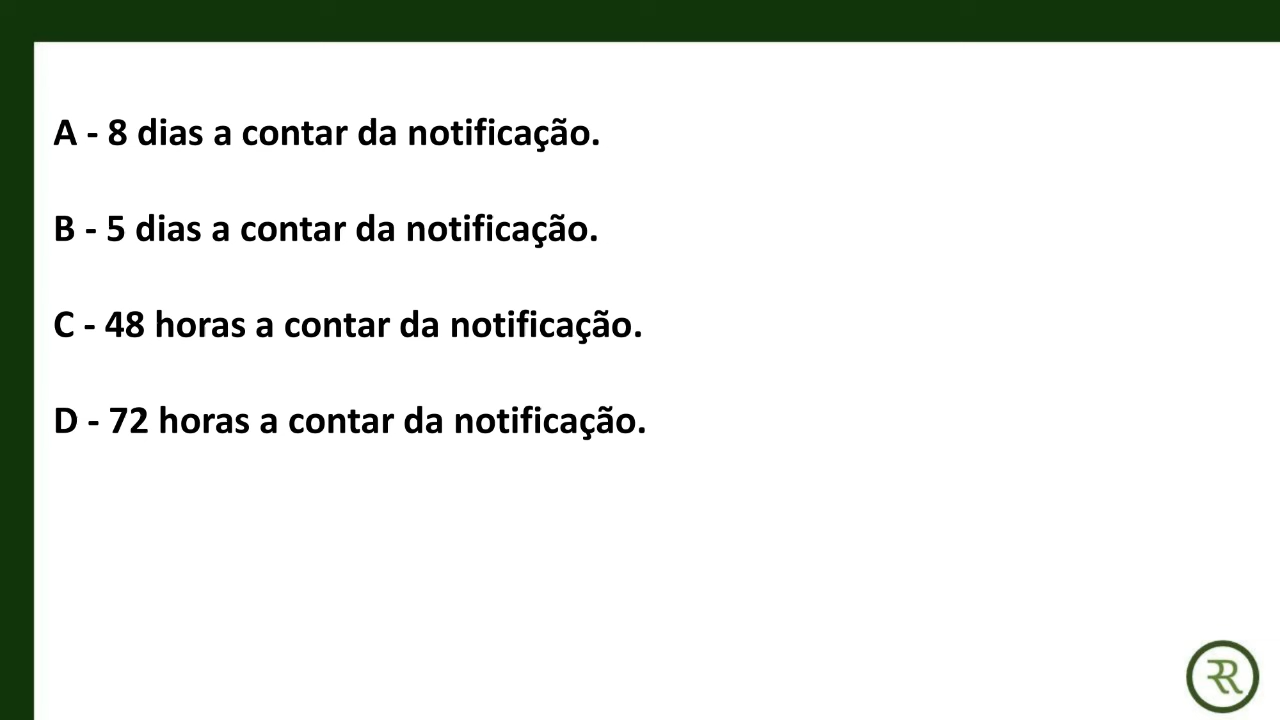 A - 8 dias a contar da notificação.
B - 5 dias a contar da notificação.
C - 48 horas a contar da notificação.
D - 72 horas a contar da notificação.
RR